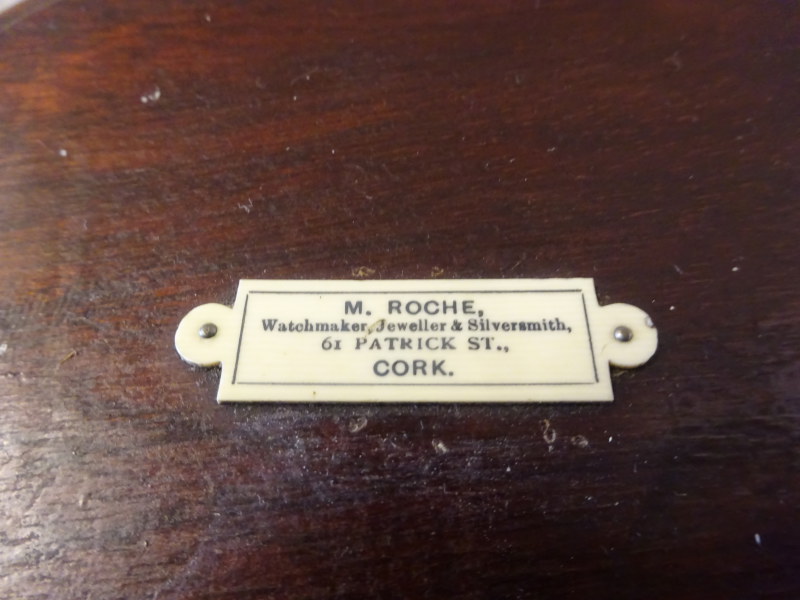 M. ROCHE,
Watchmaker, Jeweller & Silversmith,
61 PATRICK ST.,
CORK.